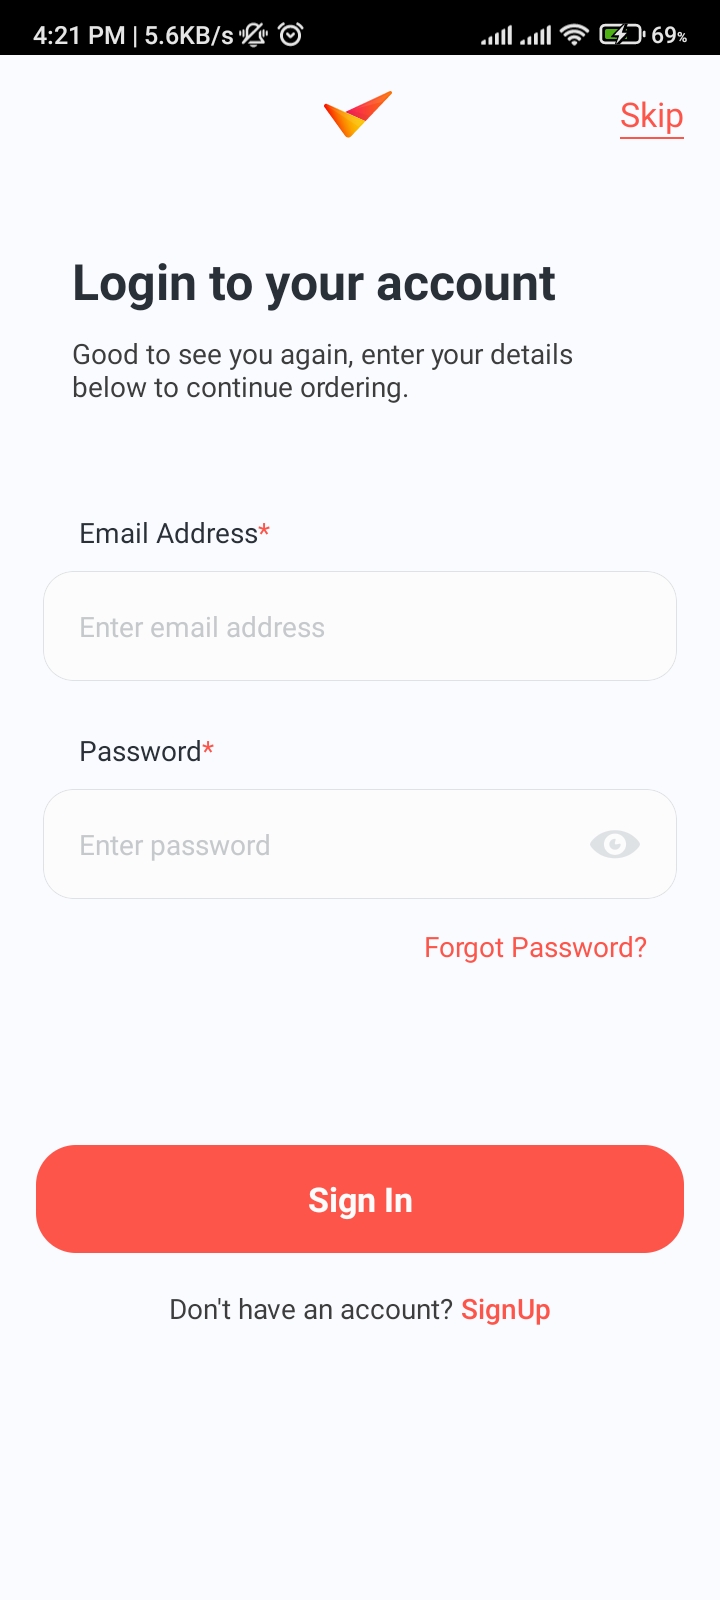 4:21 PM | 5.6KB/s 69%
Skip
Login to your account
Good to see you again, enter your details
below to continue ordering.
Email Address*
Enter email address
Password*
Enter password
Forgot Password?
Sign In
Don't have an account? SignUp